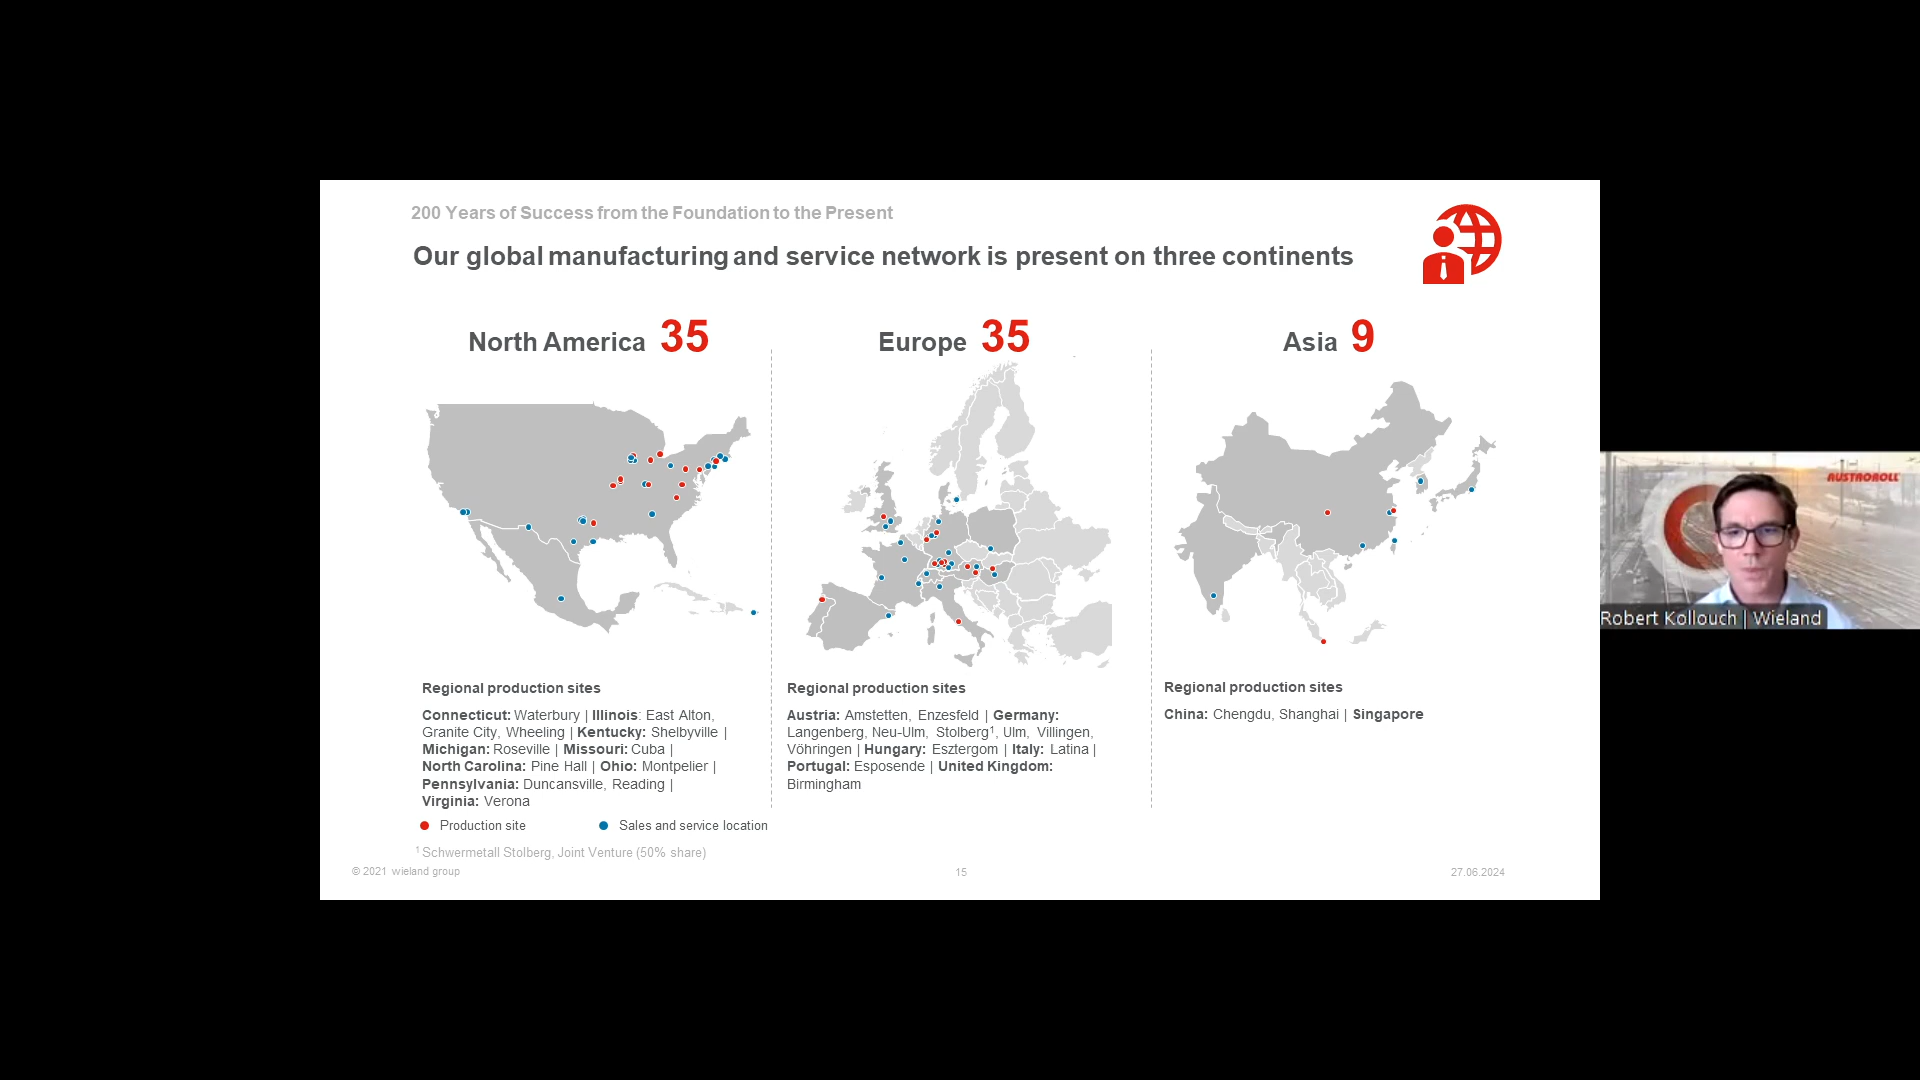 200 Years of Success from the Foundation to the Present
Our global manufacturing and service network is present on three continents
North America 35
Europe 35
Asia 9
Regional production sites
Connecticut: Waterbury | Illinois: East Alton,
Granite City, Wheeling | Kentucky: Shelbyville |
Michigan: Roseville | Missouri: Cuba |
North Carolina: Pine Hall | Ohio: Montpelier |
Pennsylvania: Duncansville, Reading |
Virginia: Verona
Regional production sites
Austria: Amstetten, Enzesfeld | Germany:
Langenberg, Neu-Ulm, Stolberg¹, Ulm, Villingen,
Vöhringen | Hungary: Esztergom | Italy: Latina |
Portugal: Esposende | United Kingdom:
Birmingham
Regional production sites
China: Chengdu, Shanghai | Singapore
Production site
Sales and service location
¹ Schwermetall Stolberg, Joint Venture (50% share)
© 2021 wieland group
15
27.06.2024
AUSTROROLL
Robert Kollouch | Wieland